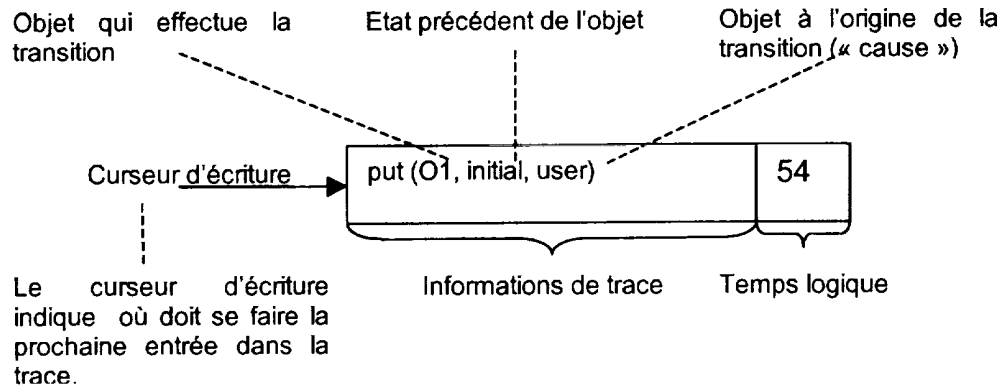 Objet qui effectue la
transition
Etat précédent de l'objet
Objet à l'origine de la
transition (« cause »)
Curseur d'écriture
put (O1, initial, user)
54
Le curseur d'écriture
indique où doit se faire la
prochaine entrée dans la
trace.
Informations de trace
Temps logique